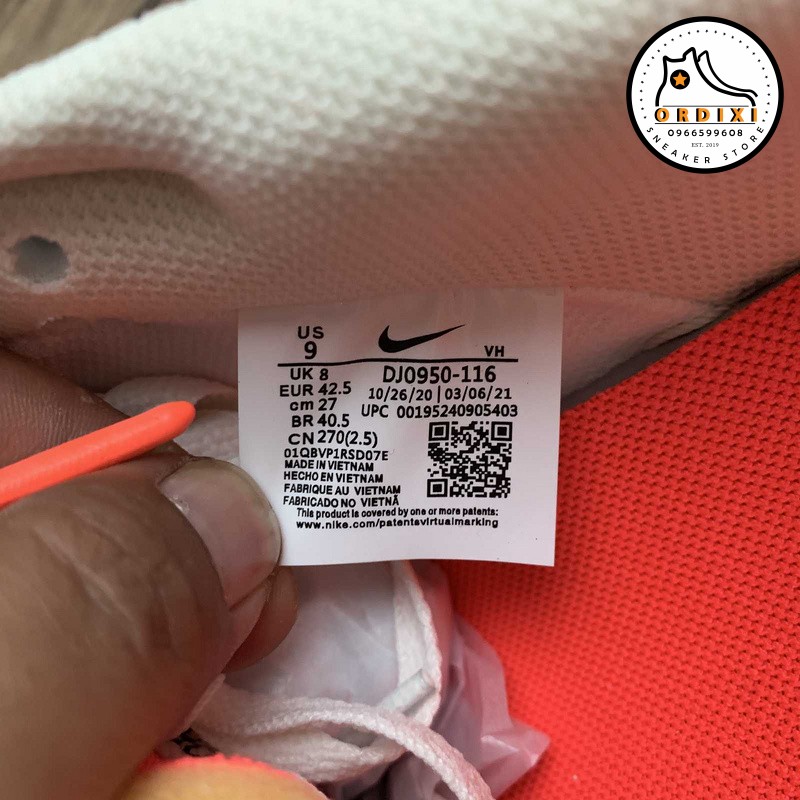 ORDIXI
0966599608
EST. 2019
SNEAKER STORE
US
9
VH
UK 8
EUR 42.5
cm 27
BR 40.5
CN 270(2.5)
DJ0950-116
10/26/20 | 03/06/21
UPC 00195240905403
01QBVP1RSD07E
MADE IN VIETNAM
HECHO EN VIETNAM
FABRIQUE AU VIETNAM
FABRICADO NO VIETNÃ
This product is covered by one or more patents:
www.nike.com/patentsvirtualmarking